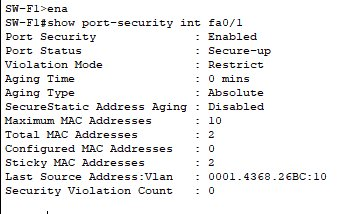 SW-F1>ena
SW-F1#show port-security int fa0/1
Port Security : Enabled
Port Status : Secure-up
Violation Mode : Restrict
Aging Time : 0 mins
Aging Type : Absolute
SecureStatic Address Aging : Disabled
Maximum MAC Addresses : 10
Total MAC Addresses : 2
Configured MAC Addresses : 0
Sticky MAC Addresses : 2
Last Source Address:Vlan : 0001.4368.26BC:10
Security Violation Count : 0